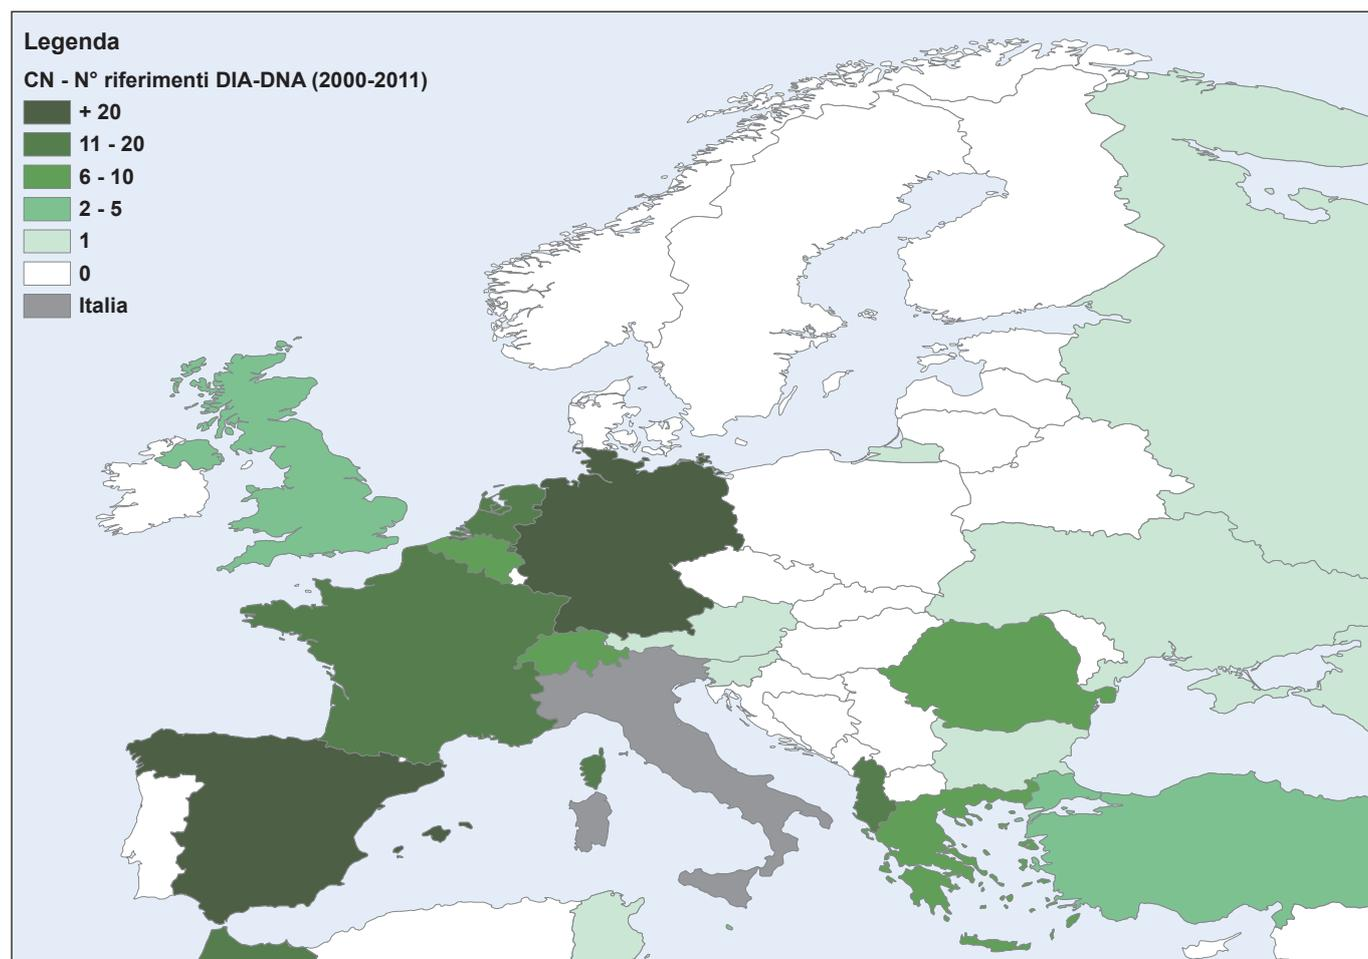 Legenda
CN - N° riferimenti DIA-DNA (2000-2011)
+ 20
11 - 20
6 - 10
2 - 5
1
0
Italia